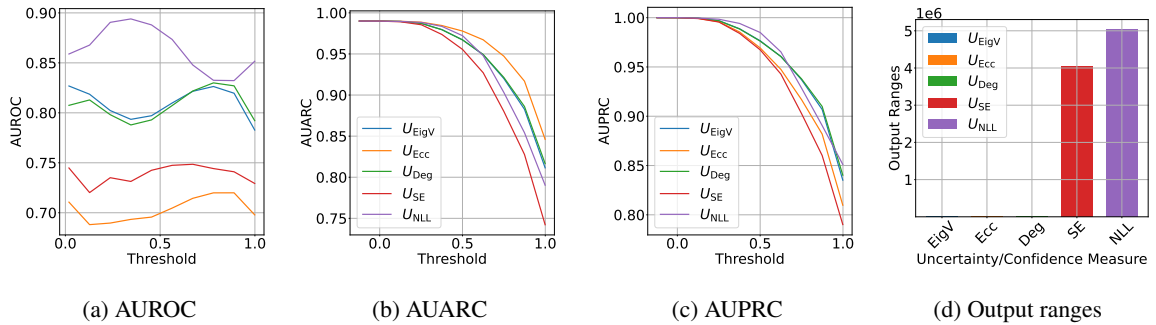 0.90
0.85
0.80
0.75
0.70
AUROC
0.0
0.5
1.0
Threshold
(a) AUROC
1.00
0.95
0.90
0.85
0.80
0.75
AUARC
U_EigV
U_Ecc
U_Deg
U_SE
U_NLL
0.0
0.5
1.0
Threshold
(b) AUARC
1.00
0.95
0.90
0.85
0.80
AUPRC
U_EigV
U_Ecc
U_Deg
U_SE
U_NLL
0.0
0.5
1.0
Threshold
(c) AUPRC
1e6
5
4
3
2
1
Output Ranges
U_EigV
U_Ecc
U_Deg
U_SE
U_NLL
EigV
Ecc
Deg
SE
NLL
Uncertainty/Confidence Measure
(d) Output ranges